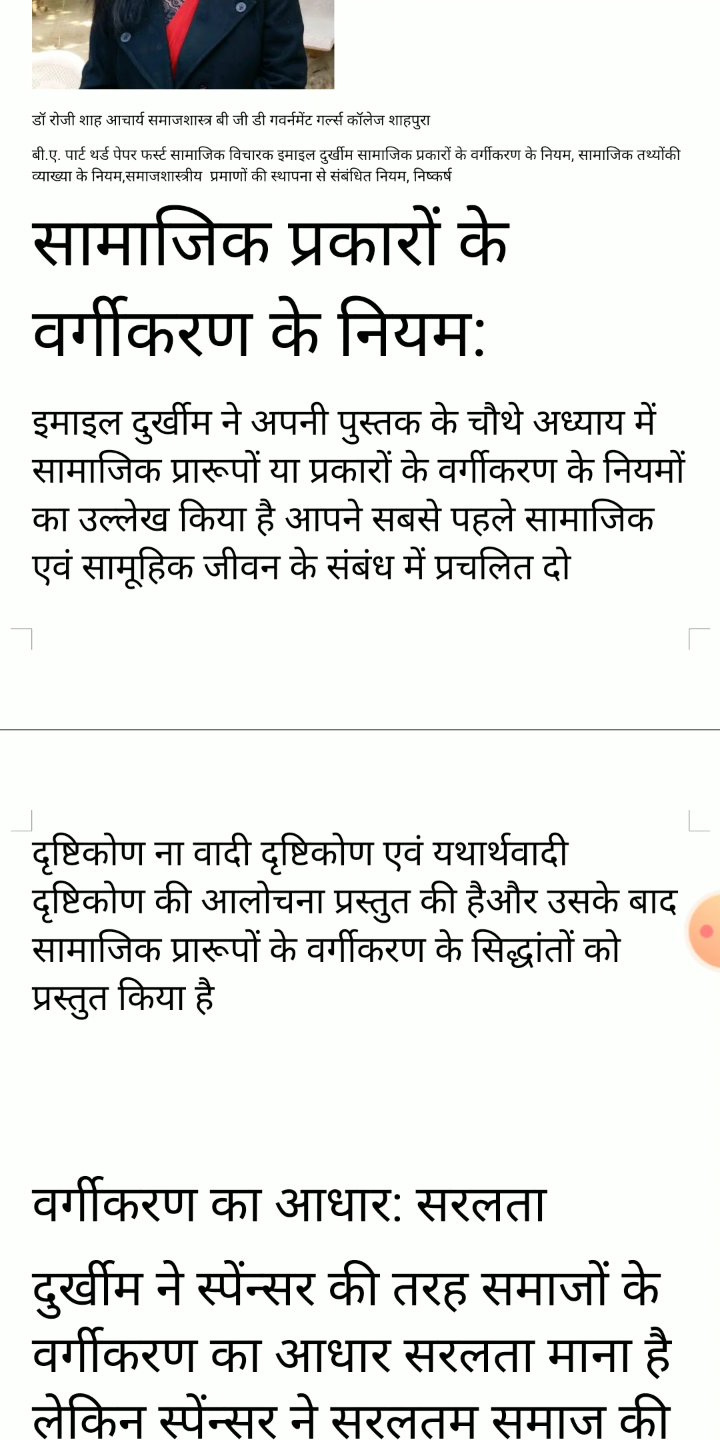 डॉ रोजी शाह आचार्य समाजशास्त्र बी जी डी गवर्नमेंट गर्ल्स कॉलेज शाहपुरा
बी.ए. पार्ट थर्ड पेपर फर्स्ट सामाजिक विचारक इमाइल दुर्खीम सामाजिक प्रकारों के वर्गीकरण के नियम, सामाजिक तथ्योंकी
व्याख्या के नियम,समाजशास्त्रीय प्रमाणों की स्थापना से संबंधित नियम, निष्कर्ष
सामाजिक प्रकारों के
वर्गीकरण के नियम:
इमाइल दुर्खीम ने अपनी पुस्तक के चौथे अध्याय में
सामाजिक प्रारूपों या प्रकारों के वर्गीकरण के नियमों
का उल्लेख किया है आपने सबसे पहले सामाजिक
एवं सामूहिक जीवन के संबंध में प्रचलित दो
दृष्टिकोण ना वादी दृष्टिकोण एवं यथार्थवादी
दृष्टिकोण की आलोचना प्रस्तुत की हैऔर उसके बाद
सामाजिक प्रारूपों के वर्गीकरण के सिद्धांतों को
प्रस्तुत किया है
वर्गीकरण का आधार: सरलता
दुर्खीम ने स्पेंन्सर की तरह समाजों के
वर्गीकरण का आधार सरलता माना है
लेकिन स्पेंन्सर ने सरलतम समाज की